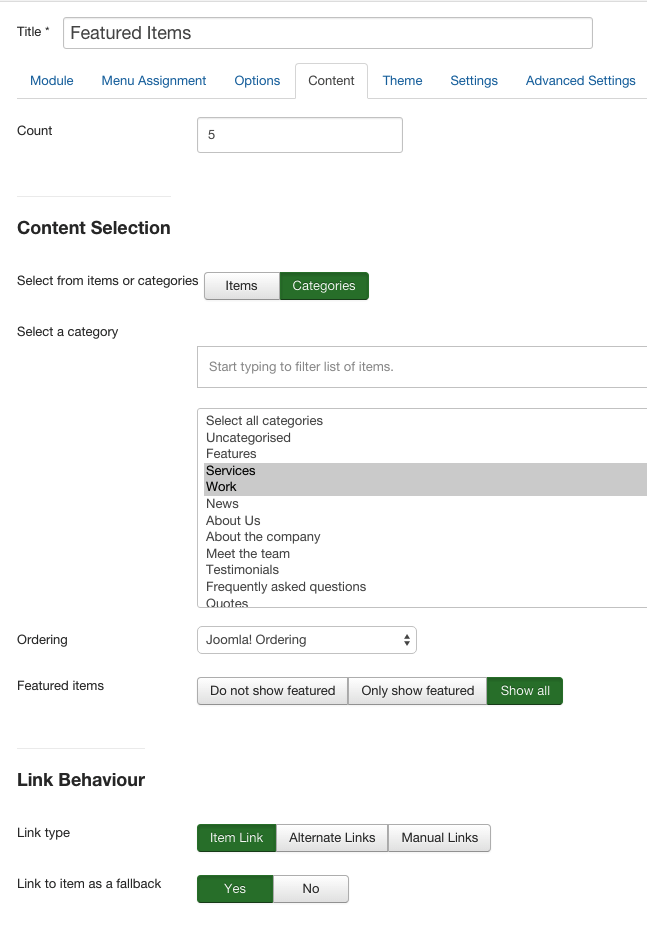 Title *
Featured Items
Module Menu Assignment Options Content Theme Settings Advanced Settings
Count
5
Content Selection
Select from items or categories Items Categories
Select a category
Start typing to filter list of items.
Select all categories
Uncategorised
Features
Services
Work
News
About Us
About the company
Meet the team
Testimonials
Frequently asked questions
Quotes
Ordering
Joomla! Ordering
Featured items Do not show featured Only show featured Show all
Link Behaviour
Link type Item Link Alternate Links Manual Links
Link to item as a fallback Yes No